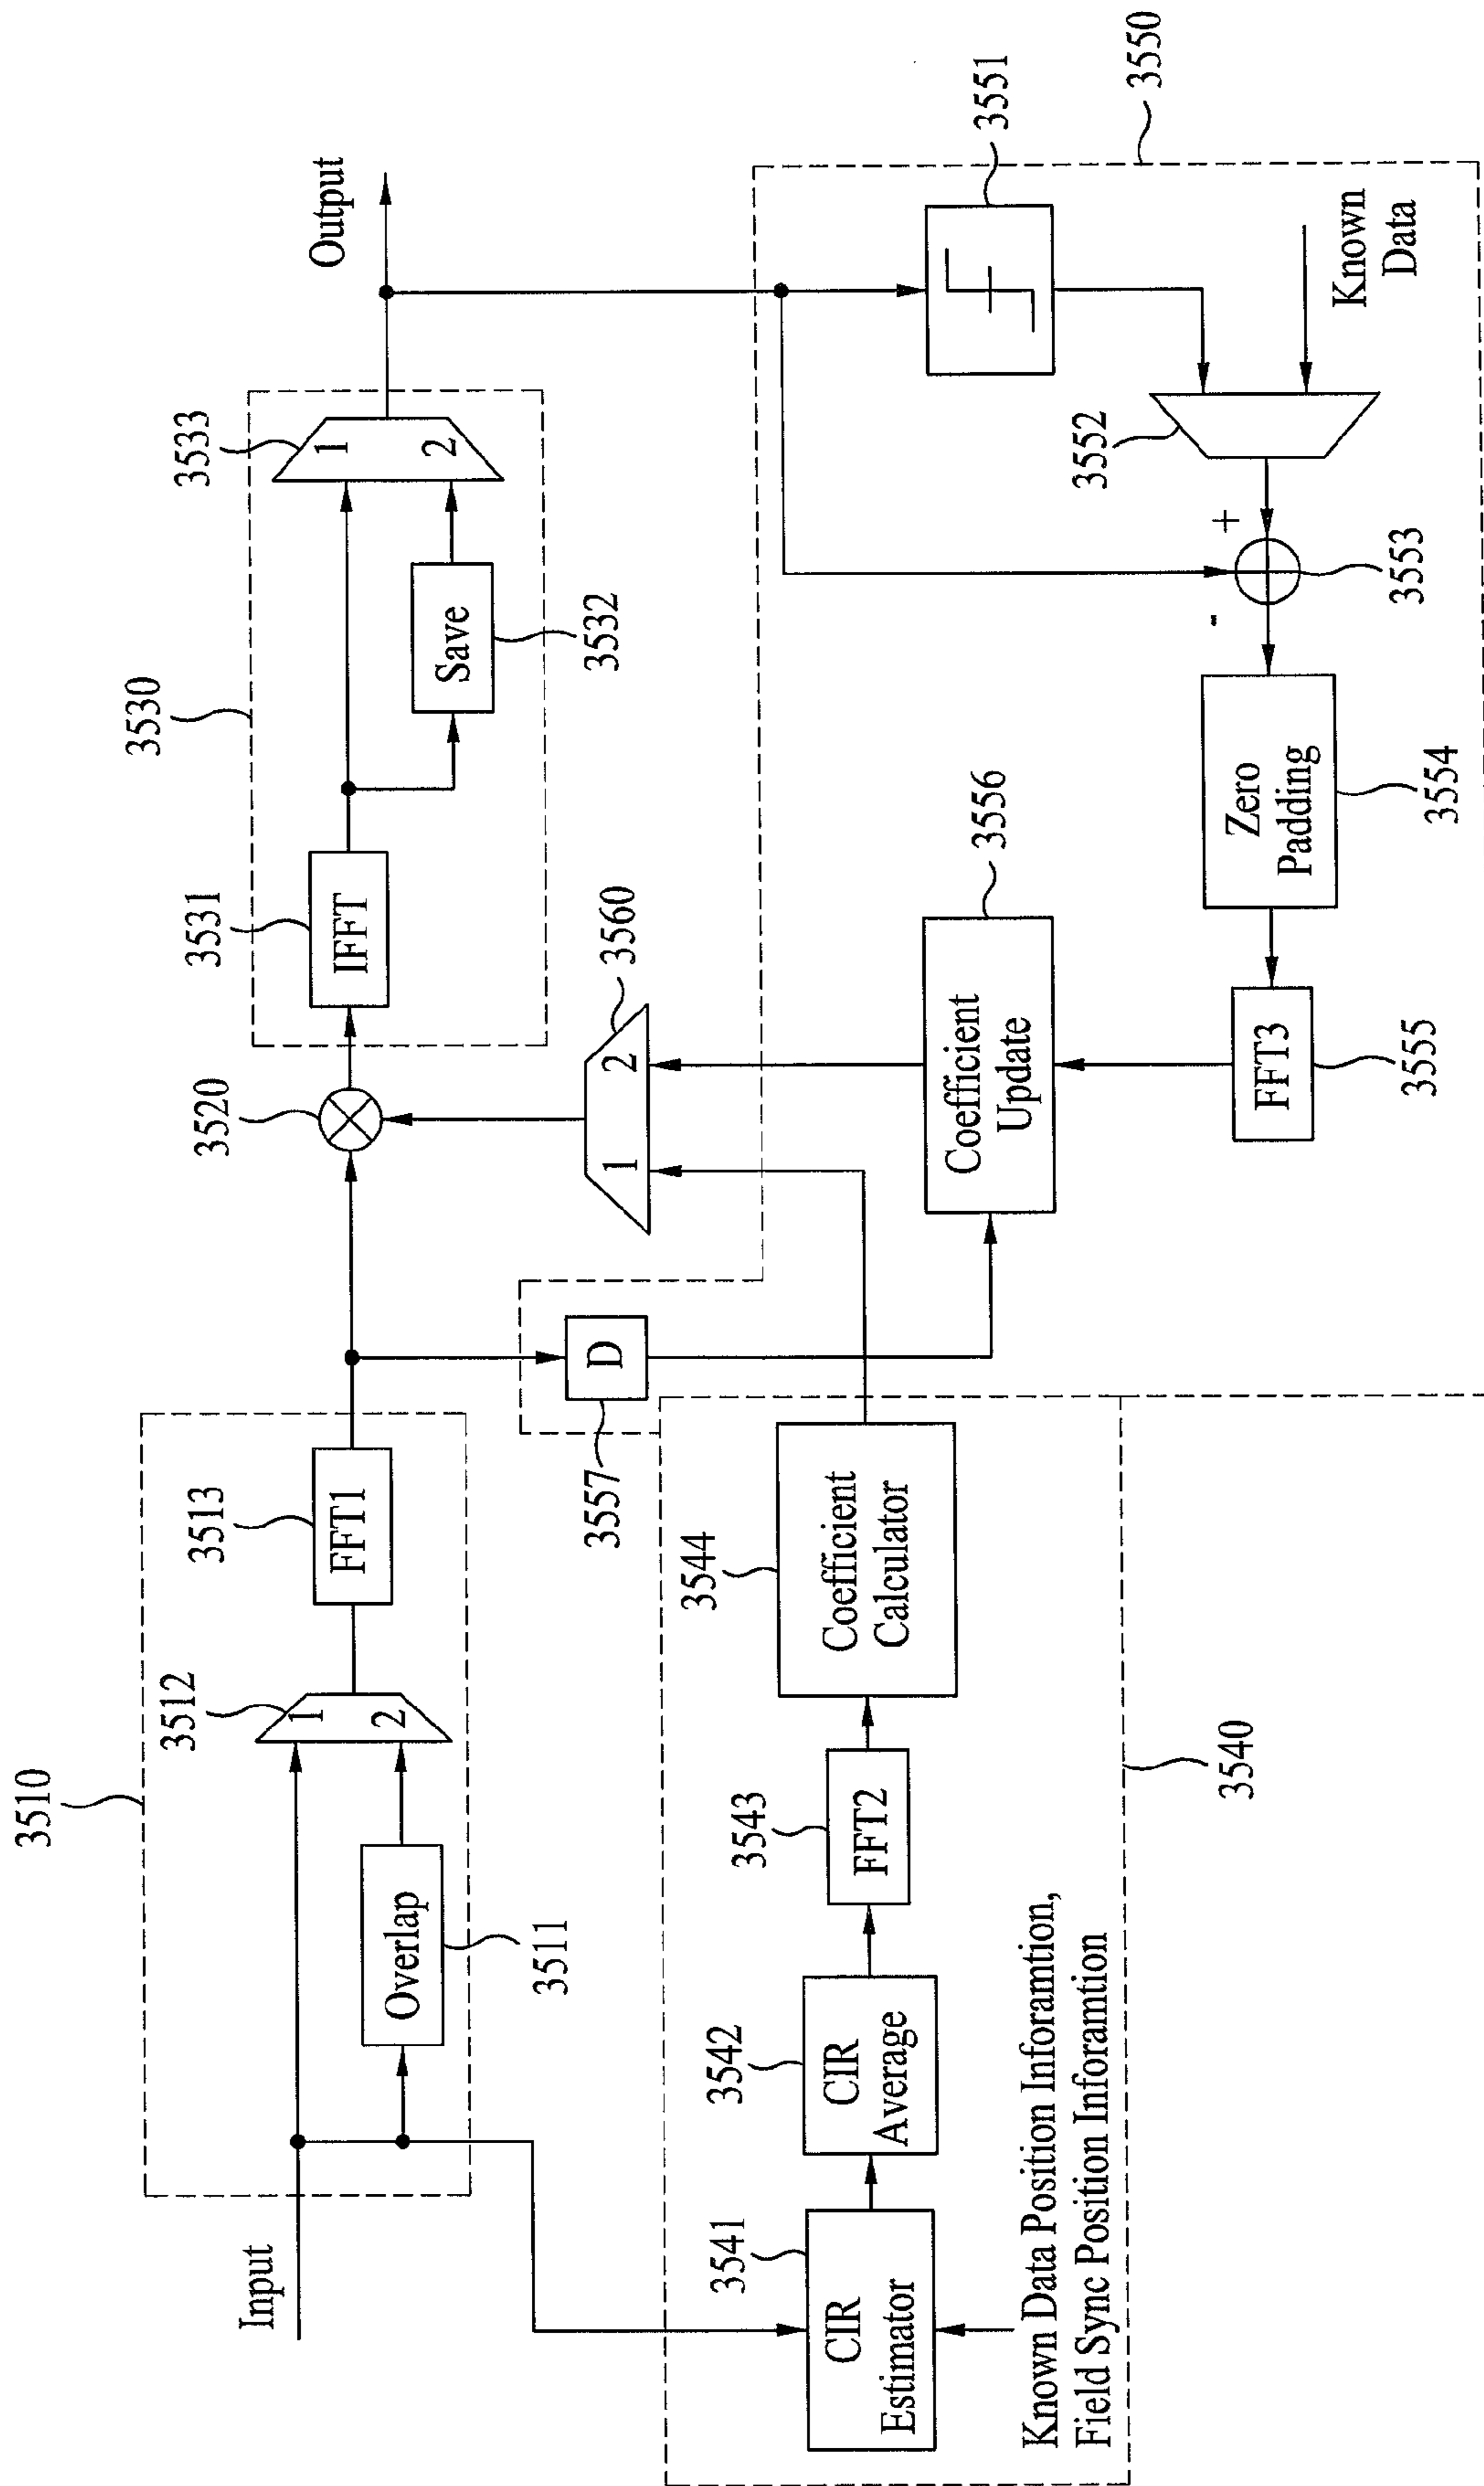 3510
3511
Overlap
3512
1
2
3513
FFT1
Input
3520
3530
3531
IFFT
3532
Save
3533
1
2
Output
3557
D
3560
1
2
3541
CIR
Estimator
3542
CIR
Average
3543
FFT2
3544
Coefficient
Calculator
Known Data Position Inforamtion,
Field Sync Position Inforamtion
3540
3556
Coefficient
Update
3555
FFT3
3554
Zero
Padding
3553
+
-
3552
3551
Known
Data
3550